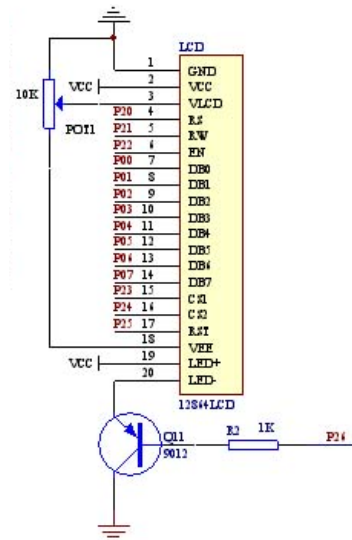 LCD
1 GND
VCC 2 VCC
10K 3 VLCD
POT1
P20 4 RS
P21 5 RW
P22 6 EN
P00 7 DB0
P01 8 DB1
P02 9 DB2
P03 10 DB3
P04 11 DB4
P05 12 DB5
P06 13 DB6
P07 14 DB7
P23 15 CS1
P24 16 CS2
P25 17 RST
18 VEE
VCC 19 LED+
20 LED-
12864LCD
Q11
9012
R2 1K P26